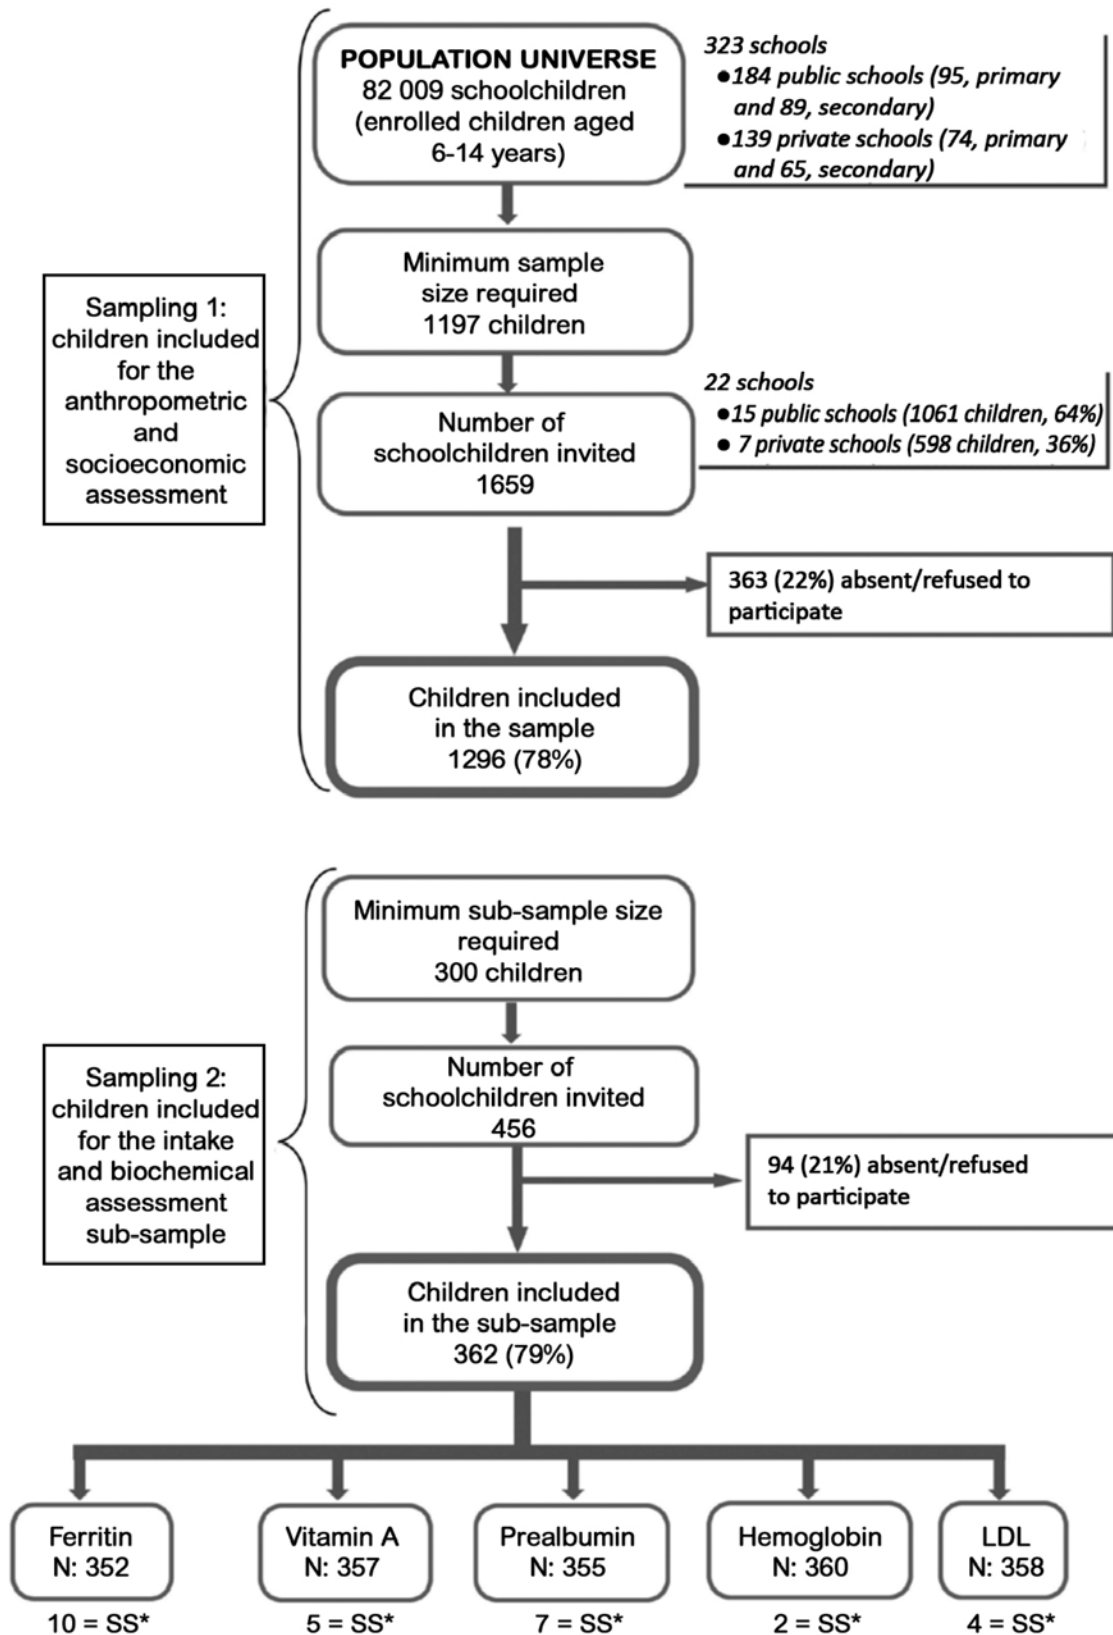 POPULATION UNIVERSE
82 009 schoolchildren
(enrolled children aged
6-14 years)
323 schools
●184 public schools (95, primary
and 89, secondary)
●139 private schools (74, primary
and 65, secondary)
Minimum sample
size required
1197 children
Sampling 1:
children included
for the
anthropometric
and
socioeconomic
assessment
Number of
schoolchildren invited
1659
22 schools
●15 public schools (1061 children, 64%)
● 7 private schools (598 children, 36%)
363 (22%) absent/refused to
participate
Children included
in the sample
1296 (78%)
Minimum sub-sample size
required
300 children
Sampling 2:
children included
for the intake
and biochemical
assessment
sub-sample
Number of
schoolchildren invited
456
94 (21%) absent/refused
to participate
Children included
in the sub-sample
362 (79%)
Ferritin
N: 352
10 = SS*
Vitamin A
N: 357
5 = SS*
Prealbumin
N: 355
7 = SS*
Hemoglobin
N: 360
2 = SS*
LDL
N: 358
4 = SS*